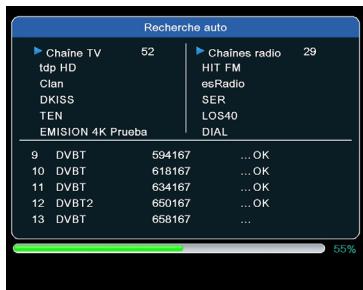 Recherche auto
Chaîne TV 52 Chaînes radio 29
tdp HD HIT FM
Clan esRadio
DKISS SER
TEN LOS40
EMISION 4K Prueba DIAL
9 DVBT 594167 ...OK
10 DVBT 618167 ...OK
11 DVBT 634167 ...OK
12 DVBT2 650167 ...OK
13 DVBT 658167 ...
55%